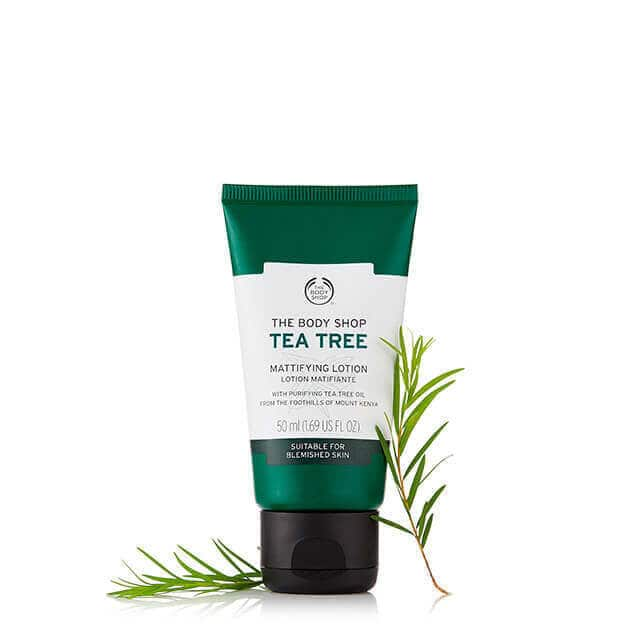 THE
BODY
SHOP
THE BODY SHOP
TEA TREE
MATTIFYING LOTION
LOTION MATIFIANTE
WITH PURIFYING TEA TREE OIL
FROM THE FOOTHILLS OF MOUNT KENYA
50 ml (1.69 US FL OZ)
SUITABLE FOR
BLEMISHED SKIN